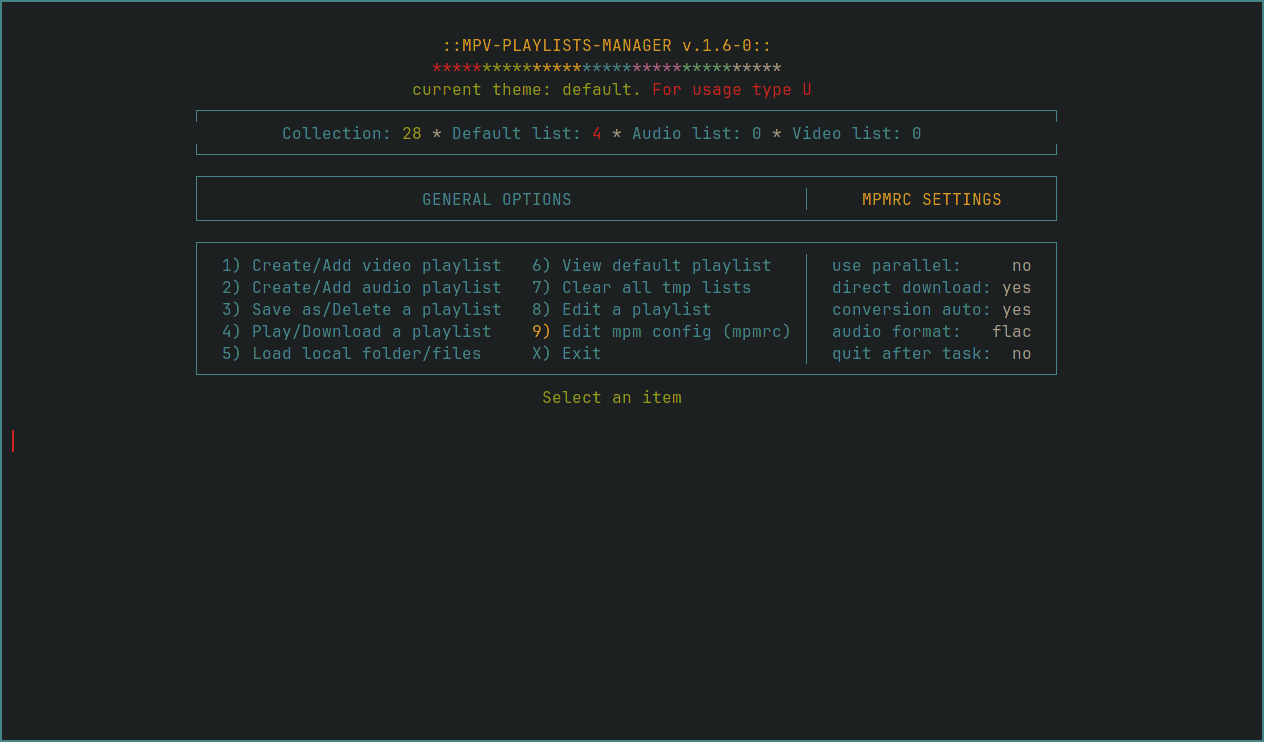 ::MPV-PLAYLISTS-MANAGER v.1.6-0::
***********************************
current theme: default. For usage type U
Collection: 28 * Default list: 4 * Audio list: 0 * Video list: 0
GENERAL OPTIONS MPMRC SETTINGS
1) Create/Add video playlist 6) View default playlist use parallel: no
2) Create/Add audio playlist 7) Clear all tmp lists direct download: yes
3) Save as/Delete a playlist 8) Edit a playlist conversion auto: yes
4) Play/Download a playlist 9) Edit mpm config (mpmrc) audio format: flac
5) Load local folder/files X) Exit quit after task: no
Select an item